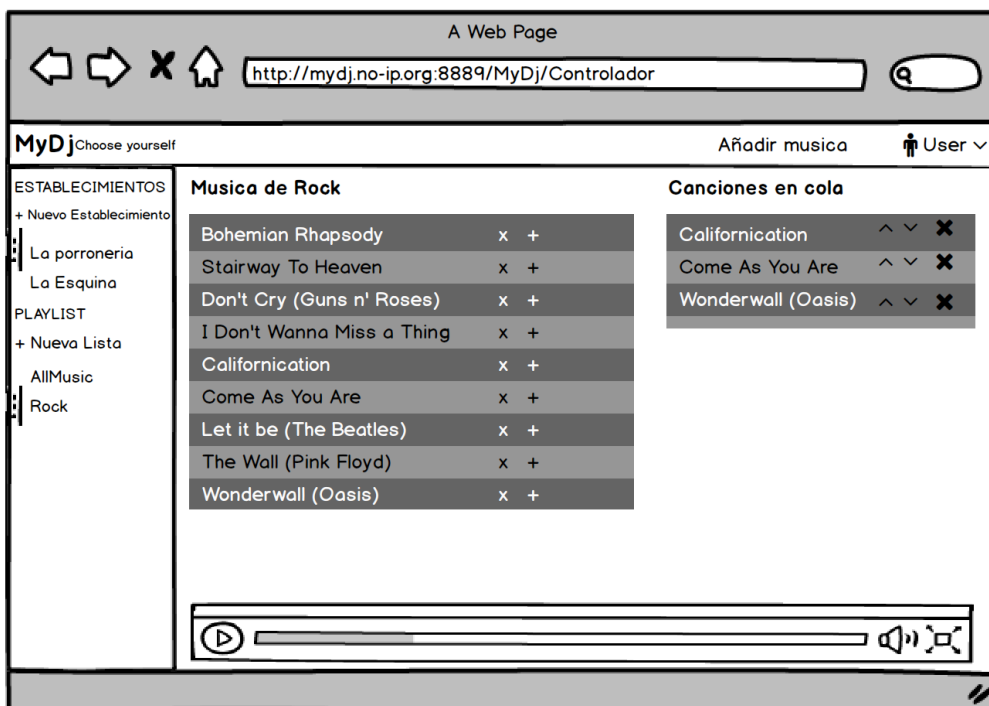 A Web Page
http://mydj.no-ip.org:8889/MyDj/Controlador
MyDj Choose yourself
Añadir musica
User
ESTABLECIMIENTOS
+ Nuevo Establecimiento
La porroneria
La Esquina
PLAYLIST
+ Nueva Lista
AllMusic
Rock
Musica de Rock
Bohemian Rhapsody x +
Stairway To Heaven x +
Don't Cry (Guns n' Roses) x +
I Don't Wanna Miss a Thing x +
Californication x +
Come As You Are x +
Let it be (The Beatles) x +
The Wall (Pink Floyd) x +
Wonderwall (Oasis) x +
Canciones en cola
Californication
Come As You Are
Wonderwall (Oasis)